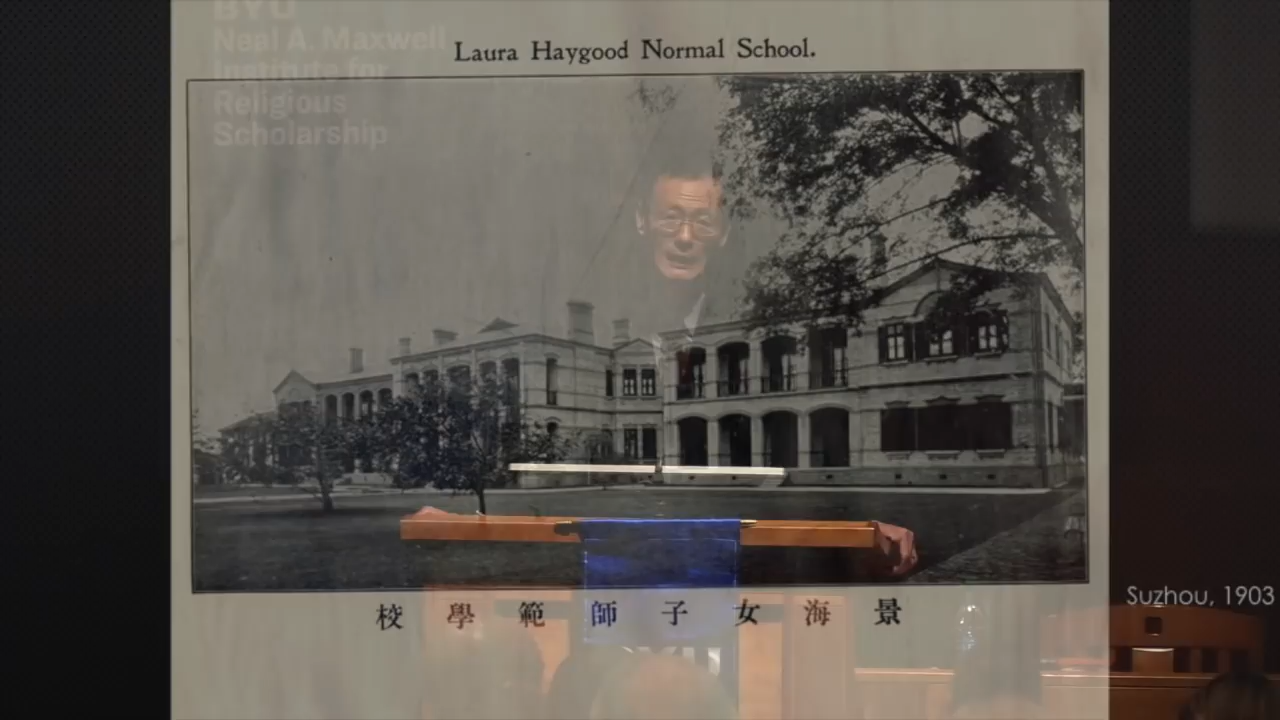 BYU
Neal A. Maxwell
Institute for
Religious
Scholarship
Laura Haygood Normal School.
校學範師子女海景
Suzhou, 1903